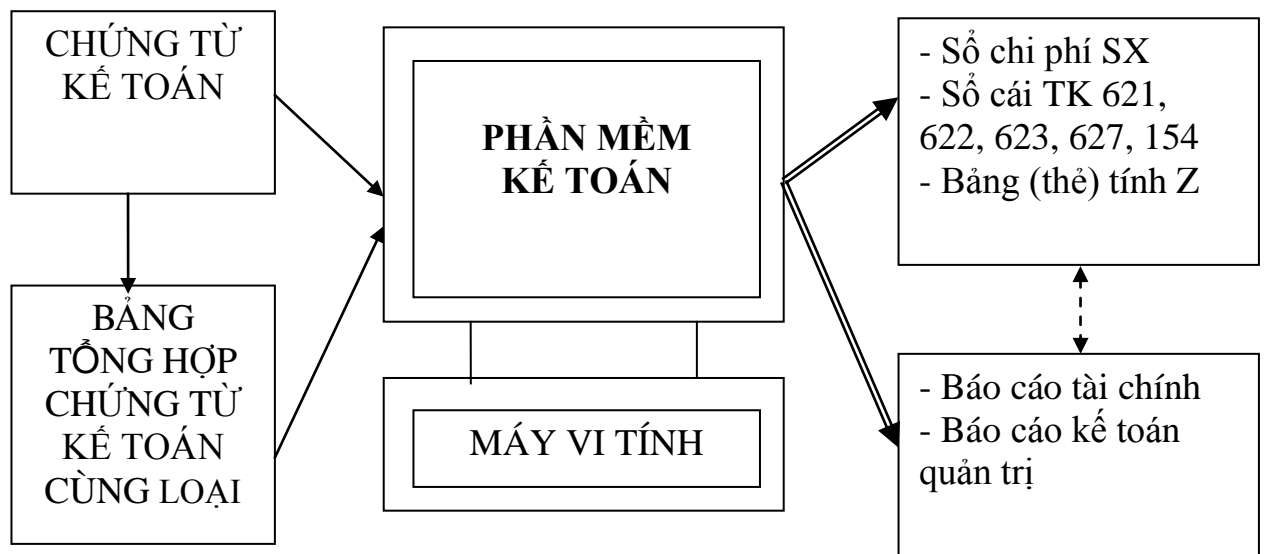 CHỨNG TỪ
KẾ TOÁN
BẢNG
TỔNG HỢP
CHỨNG TỪ
KẾ TOÁN
CÙNG LOẠI
PHẦN MỀM
KẾ TOÁN
MÁY VI TÍNH
- Sổ chi phí SX
- Sổ cái TK 621,
622, 623, 627, 154
- Bảng (thẻ) tính Z
- Báo cáo tài chính
- Báo cáo kế toán
quản trị